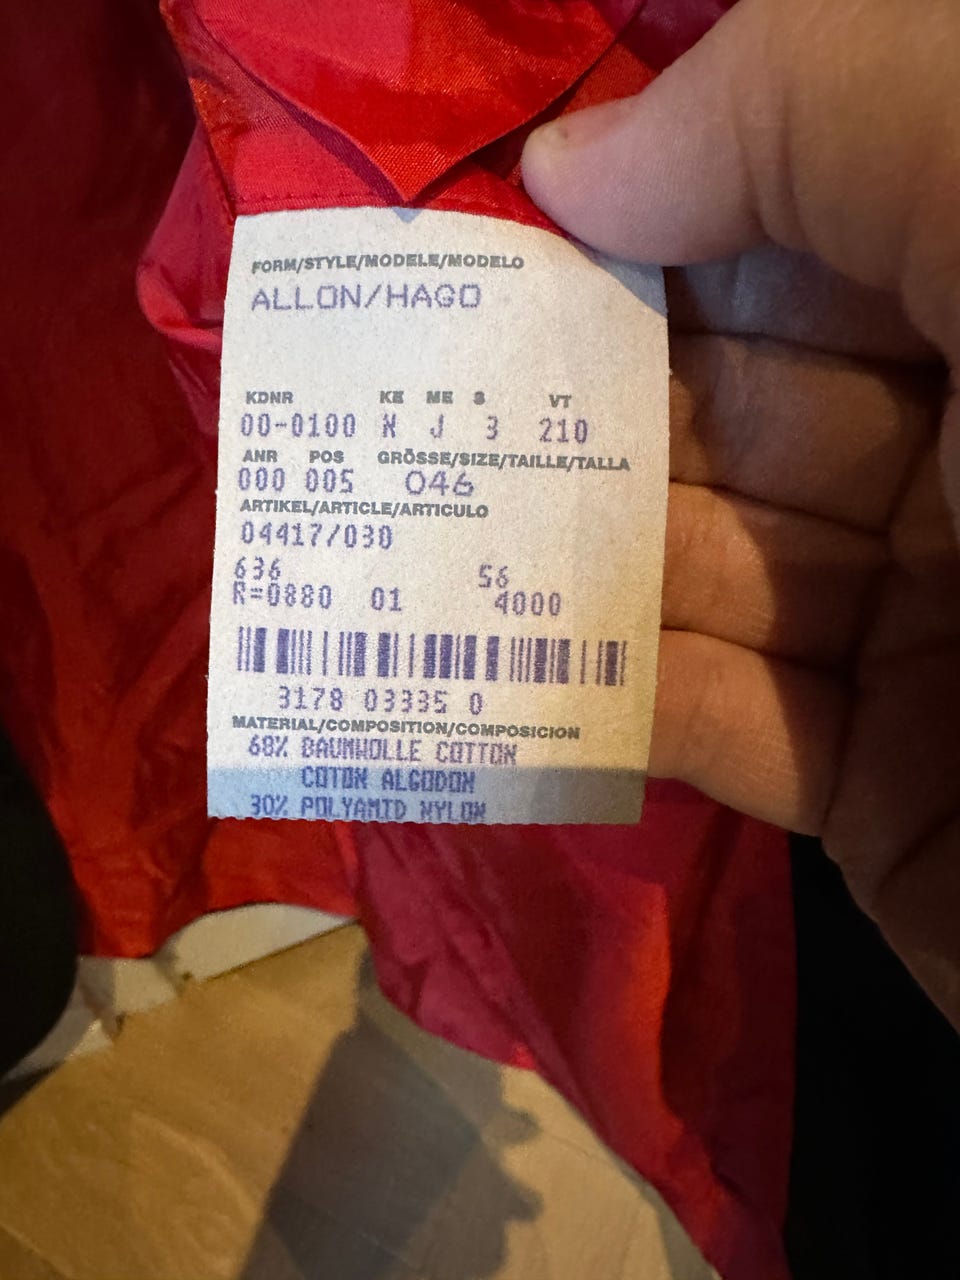 FORM/STYLE/MODELE/MODELO
ALLON/HAGO
KDNR KE ME S VT
00-0100 N J 3 210
ANR POS GRÖSSE/SIZE/TAILLE/TALLA
000 005 046
ARTIKEL/ARTICLE/ARTICULO
04417/030
636 56
R=0880 01 4000
3178 03335 0
MATERIAL/COMPOSITION/COMPOSICION
68% BAUMWOLLE COTTON
COTON ALGODON
30% POLYAMID NYLON